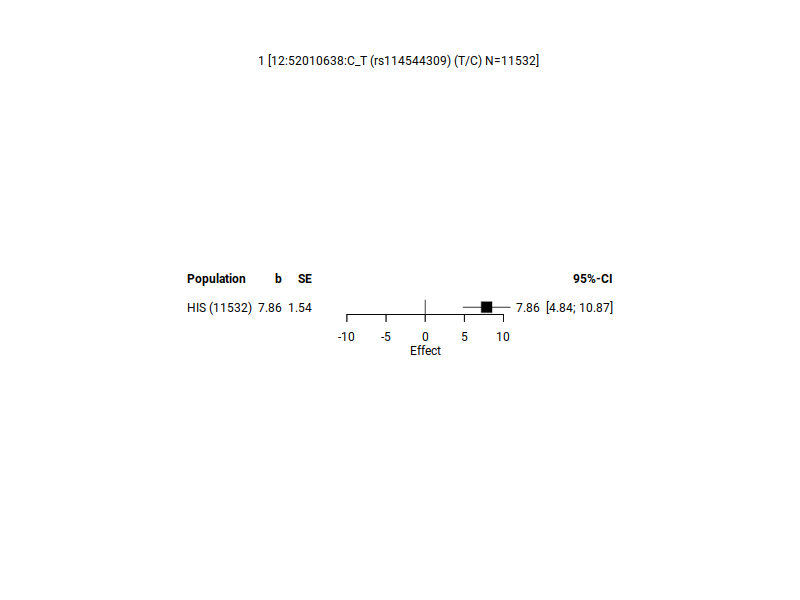 1 [12:52010638:C_T (rs114544309) (T/C) N=11532]
Population b SE 95%-CI
HIS (11532) 7.86 1.54 7.86 [4.84; 10.87]
-10 -5 0 5 10
Effect